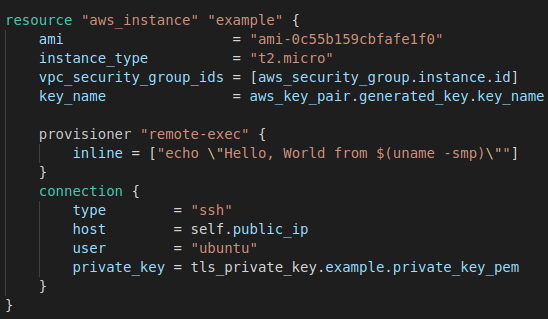 resource "aws_instance" "example" {
    ami                    = "ami-0c55b159cbfafe1f0"
    instance_type          = "t2.micro"
    vpc_security_group_ids = [aws_security_group.instance.id]
    key_name               = aws_key_pair.generated_key.key_name

    provisioner "remote-exec" {
        inline = ["echo \"Hello, World from $(uname -smp)\""]
    }
    connection {
        type        = "ssh"
        host        = self.public_ip
        user        = "ubuntu"
        private_key = tls_private_key.example.private_key_pem
    }
}